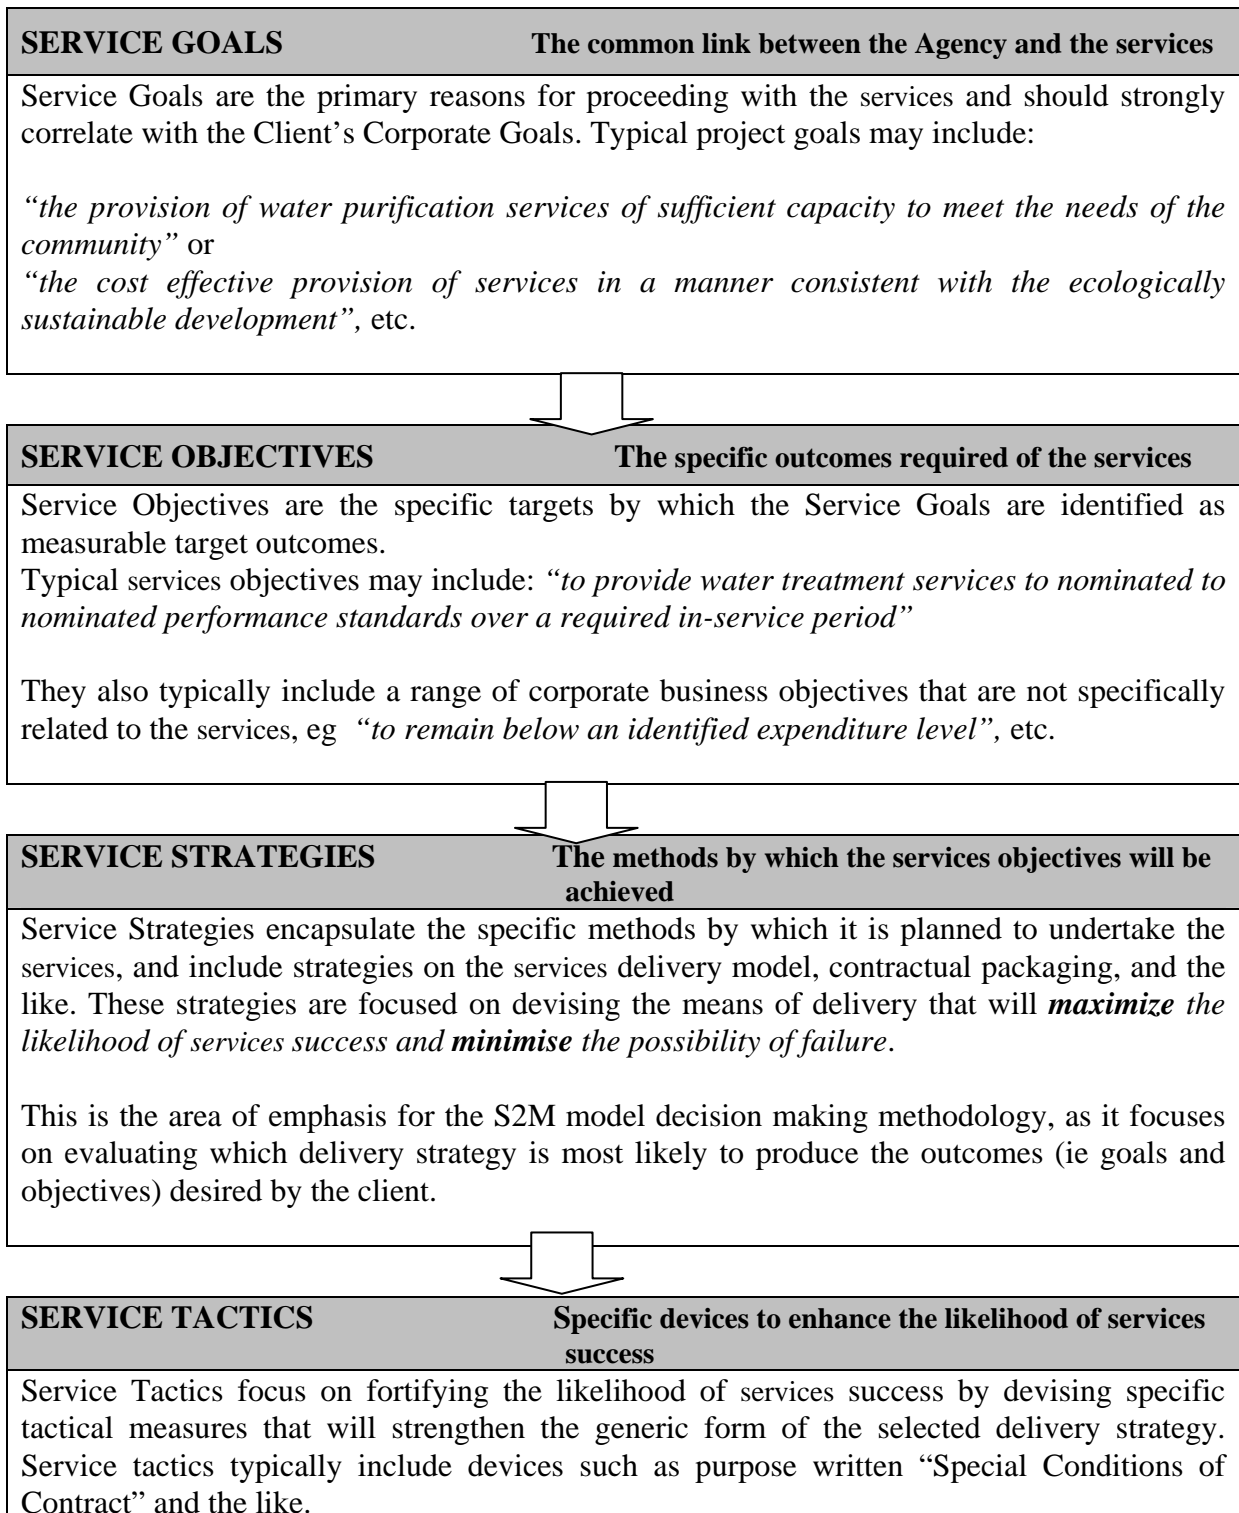 SERVICE GOALS The common link between the Agency and the services
Service Goals are the primary reasons for proceeding with the services and should strongly
correlate with the Client’s Corporate Goals. Typical project goals may include:
“the provision of water purification services of sufficient capacity to meet the needs of the
community” or
“the cost effective provision of services in a manner consistent with the ecologically
sustainable development”, etc.
SERVICE OBJECTIVES The specific outcomes required of the services
Service Objectives are the specific targets by which the Service Goals are identified as
measurable target outcomes.
Typical services objectives may include: “to provide water treatment services to nominated to
nominated performance standards over a required in-service period”
They also typically include a range of corporate business objectives that are not specifically
related to the services, eg “to remain below an identified expenditure level”, etc.
SERVICE STRATEGIES The methods by which the services objectives will be
achieved
Service Strategies encapsulate the specific methods by which it is planned to undertake the
services, and include strategies on the services delivery model, contractual packaging, and the
like. These strategies are focused on devising the means of delivery that will maximize the
likelihood of services success and minimise the possibility of failure.
This is the area of emphasis for the S2M model decision making methodology, as it focuses
on evaluating which delivery strategy is most likely to produce the outcomes (ie goals and
objectives) desired by the client.
SERVICE TACTICS Specific devices to enhance the likelihood of services
success
Service Tactics focus on fortifying the likelihood of services success by devising specific
tactical measures that will strengthen the generic form of the selected delivery strategy.
Service tactics typically include devices such as purpose written “Special Conditions of
Contract” and the like.